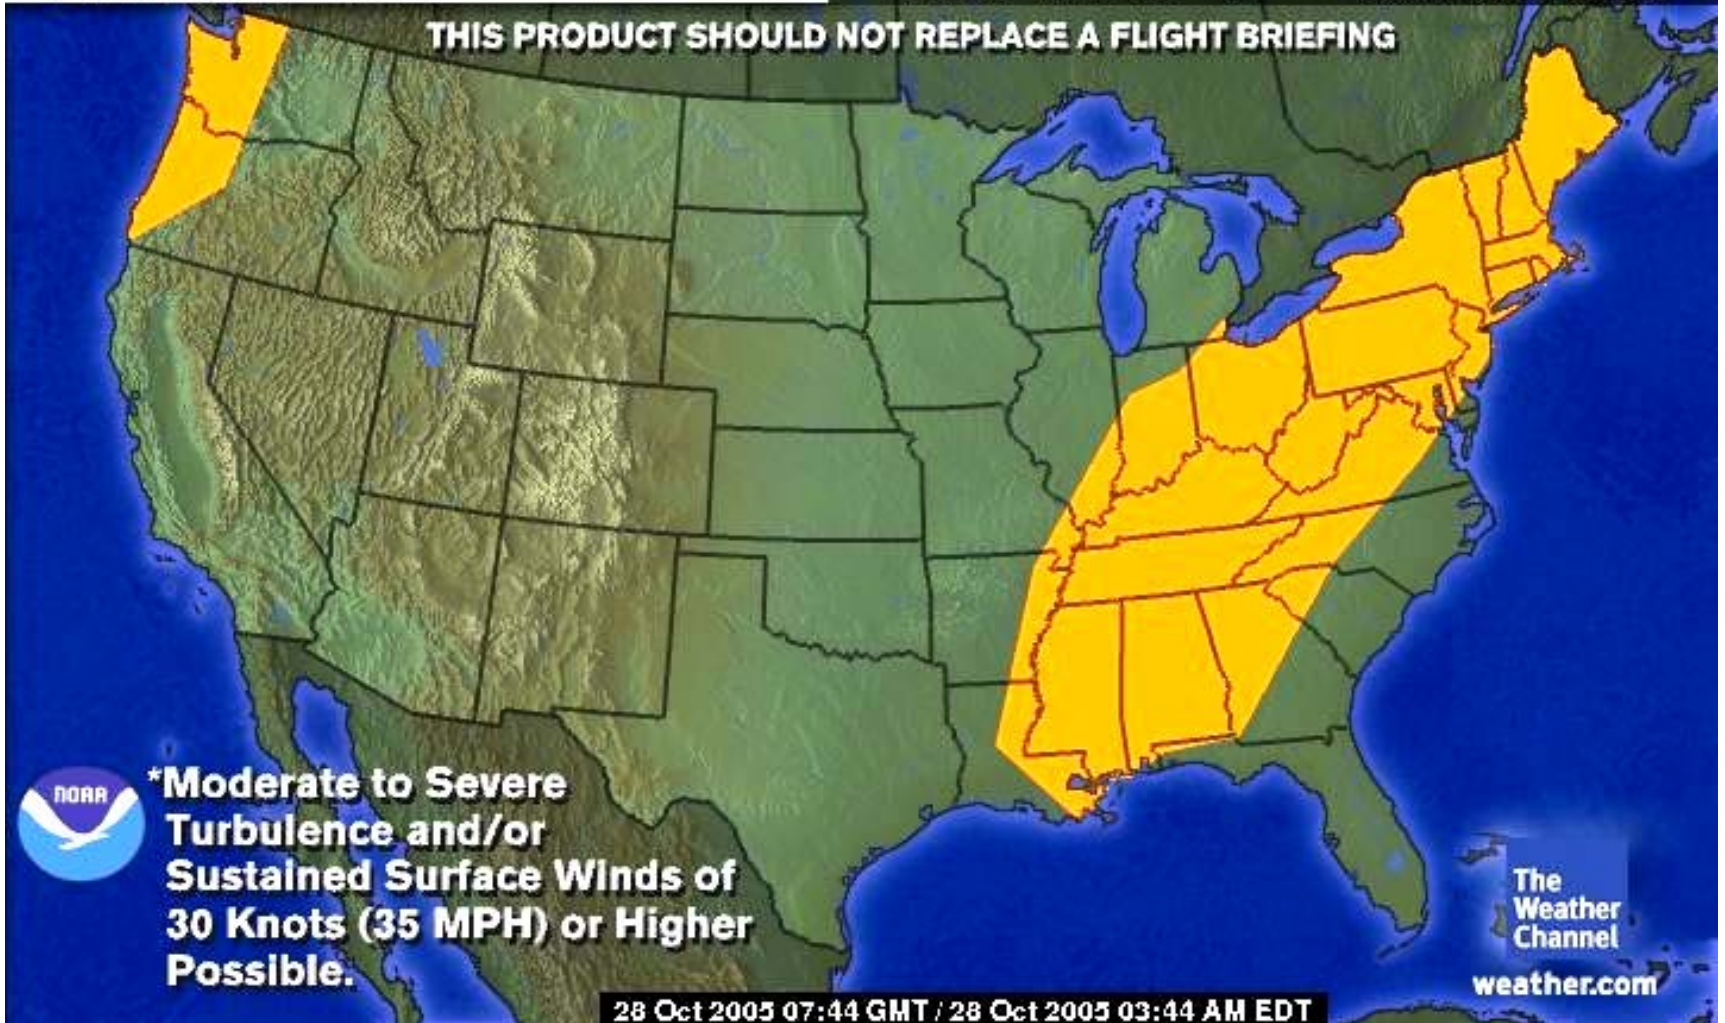 THIS PRODUCT SHOULD NOT REPLACE A FLIGHT BRIEFING
NOAA
*Moderate to Severe
Turbulence and/or
Sustained Surface Winds of
30 Knots (35 MPH) or Higher
Possible.
The
Weather
Channel
weather.com
28 Oct 2005 07:44 GMT / 28 Oct 2005 03:44 AM EDT